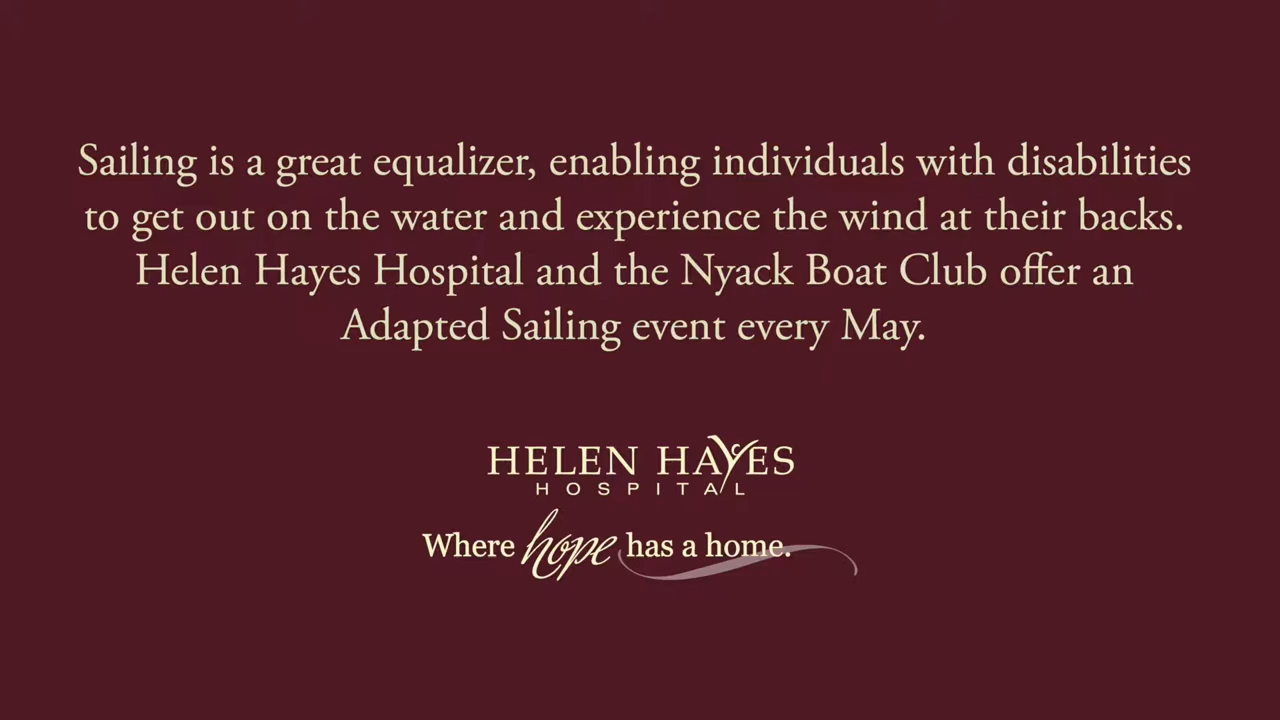 Sailing is a great equalizer, enabling individuals with disabilities
to get out on the water and experience the wind at their backs.
Helen Hayes Hospital and the Nyack Boat Club offer an
Adapted Sailing event every May.
HELEN HAYES
HOSPITAL
Where hope has a home.